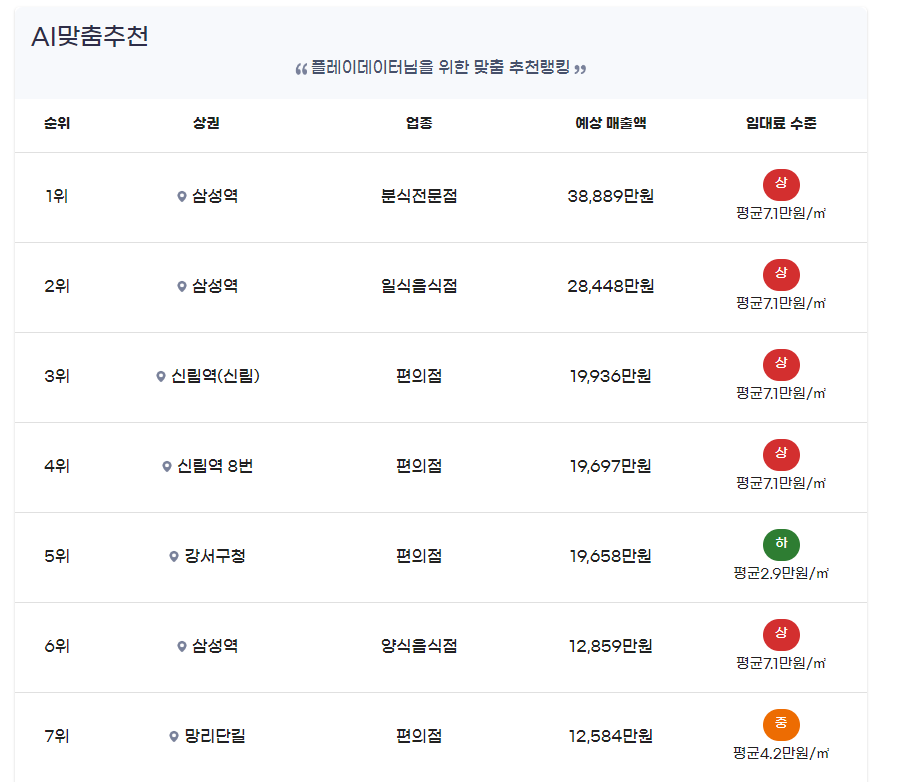 AI맞춤추천
“ 플레이데이터님을 위한 맞춤 추천랭킹 ”
순위 상권 업종 예상 매출액 임대료 수준
1위 삼성역 분식전문점 38,889만원 상
평균7.1만원/㎡
2위 삼성역 일식음식점 28,448만원 상
평균7.1만원/㎡
3위 신림역(신림) 편의점 19,936만원 상
평균7.1만원/㎡
4위 신림역 8번 편의점 19,697만원 상
평균7.1만원/㎡
5위 강서구청 편의점 19,658만원 하
평균2.9만원/㎡
6위 삼성역 양식음식점 12,859만원 상
평균7.1만원/㎡
7위 망리단길 편의점 12,584만원 중
평균4.2만원/㎡